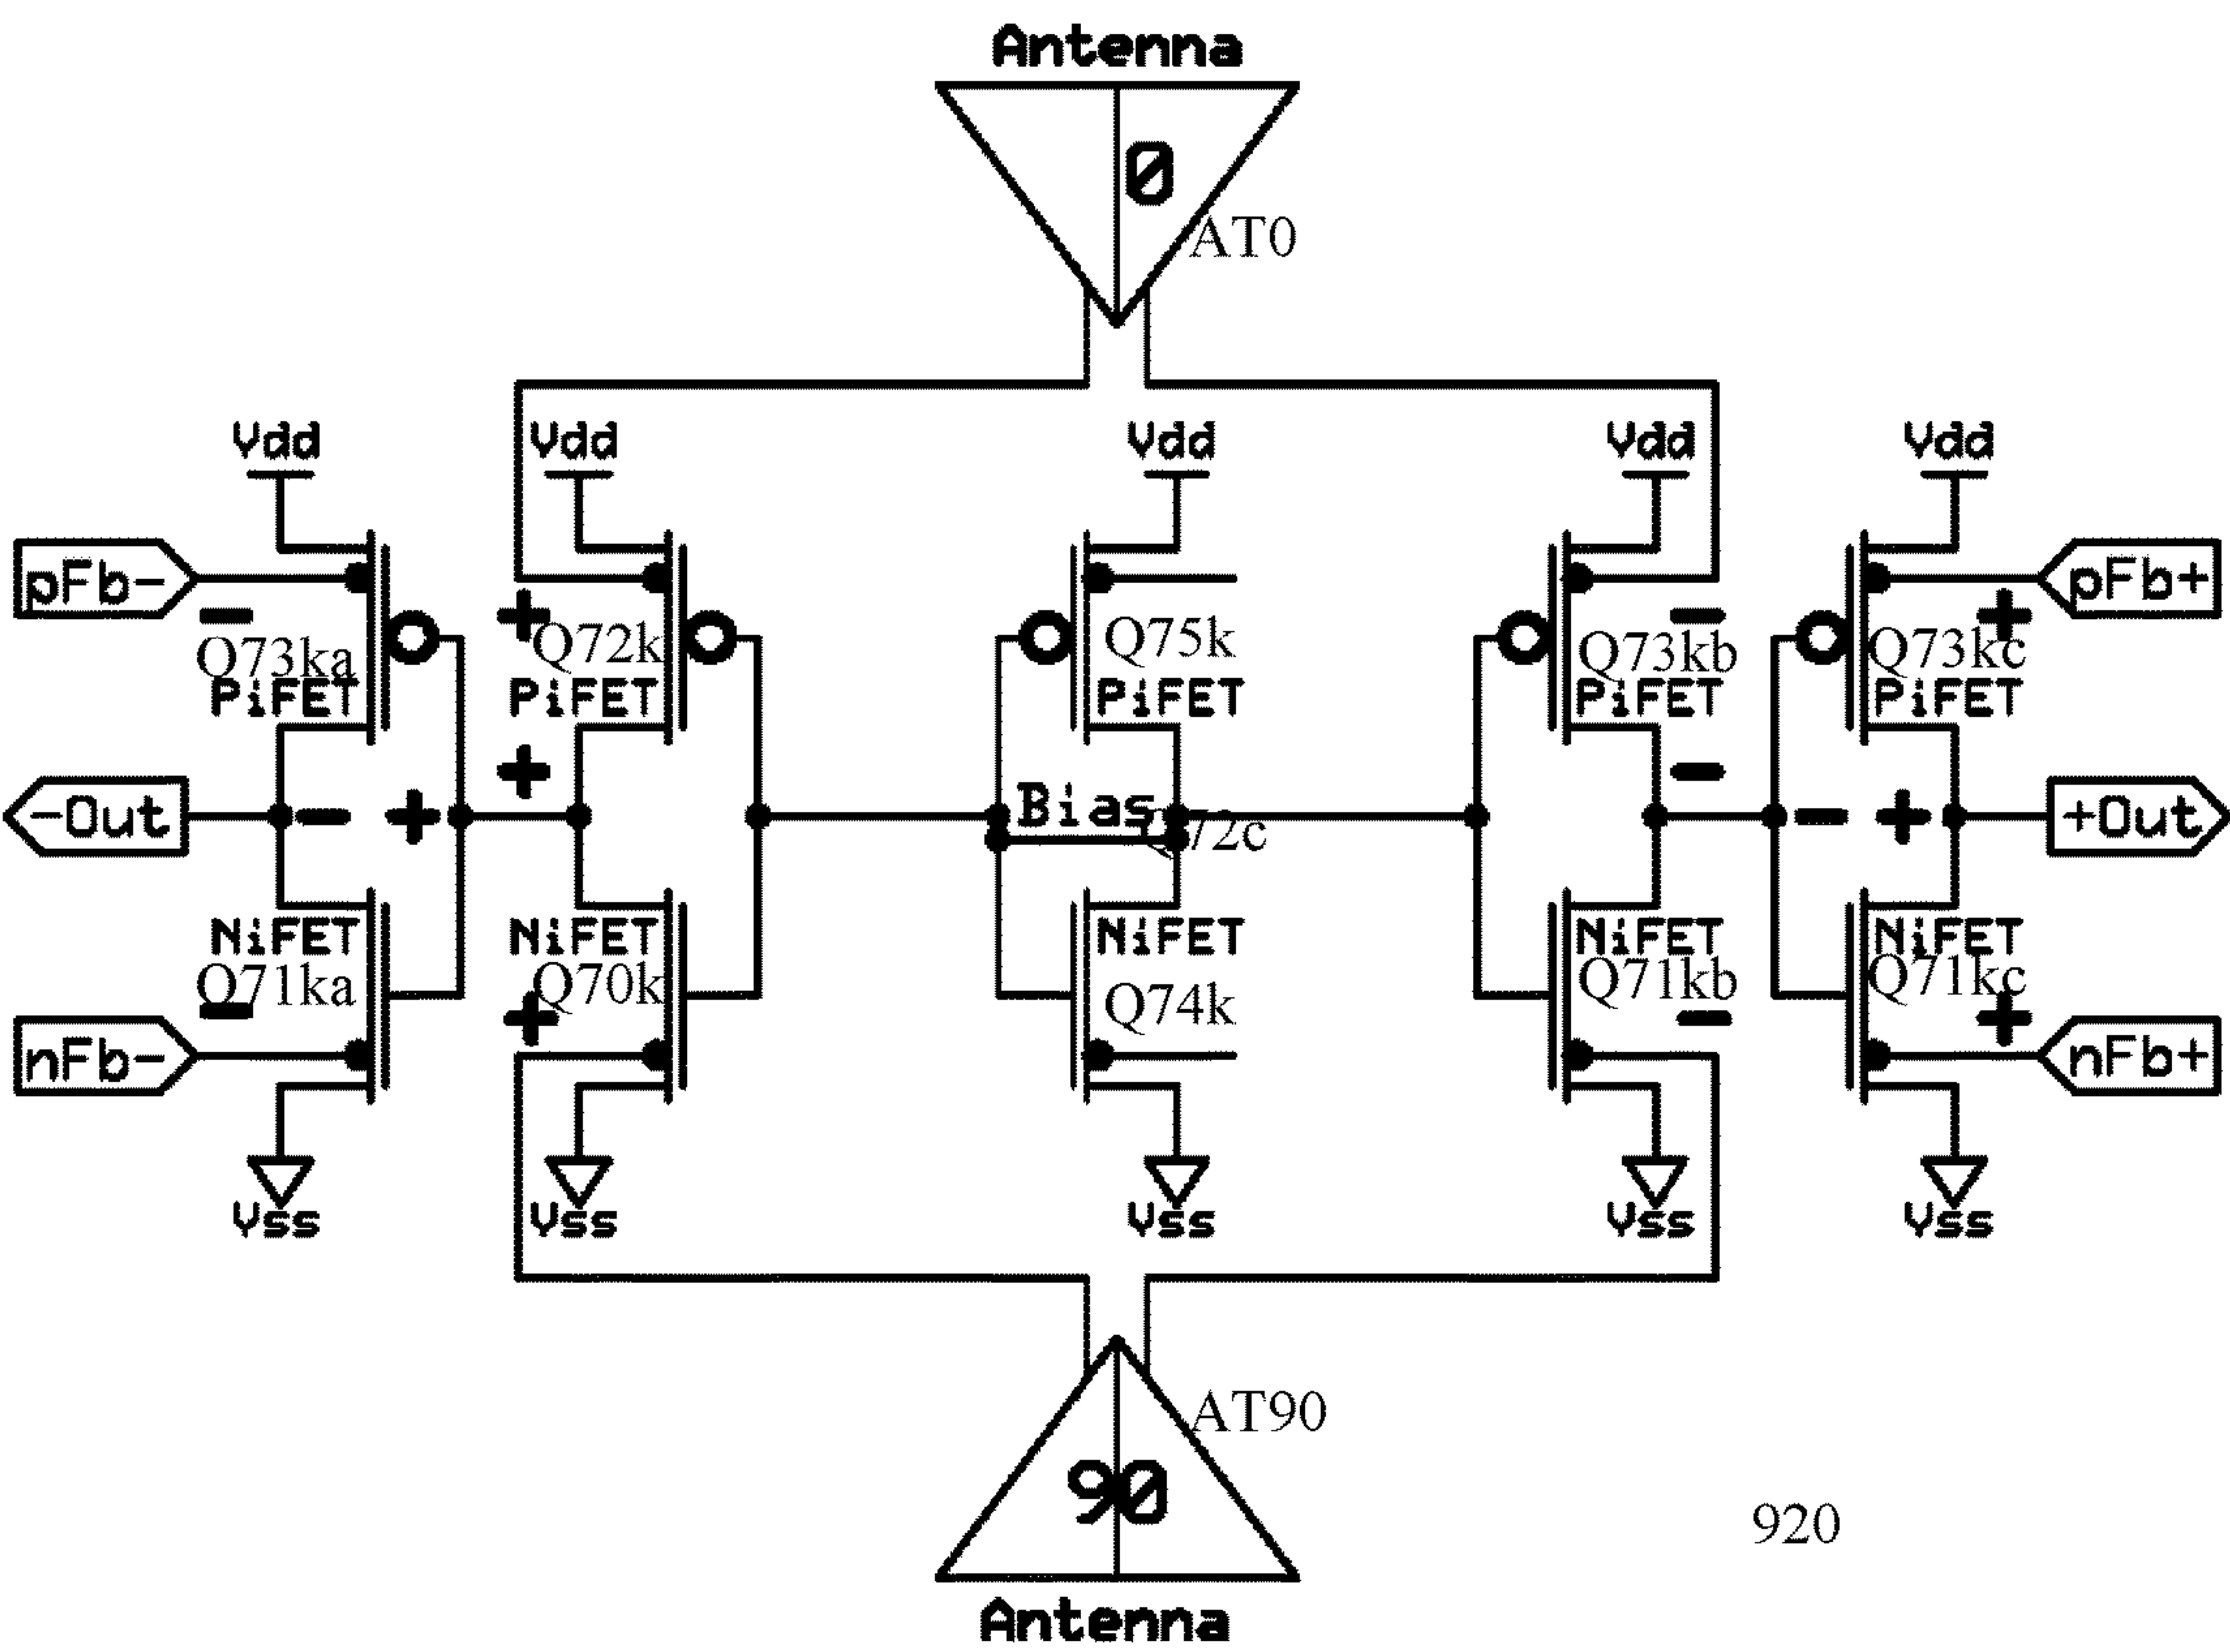 Antenna
0
AT0
Vdd Vdd Vdd Vdd Vdd
pFb- pFb+
- + - +
Q73ka Q72k Q75k Q73kb Q73kc
PiFET PiFET PiFET PiFET PiFET
+ -
-Out - + Bias - + +Out
Q72c
NiFET NiFET NiFET NiFET NiFET
Q71ka Q70k Q74k Q71kb Q71kc
- + - +
nFb- nFb+
Vss Vss Vss Vss Vss
AT90
90
920
Antenna